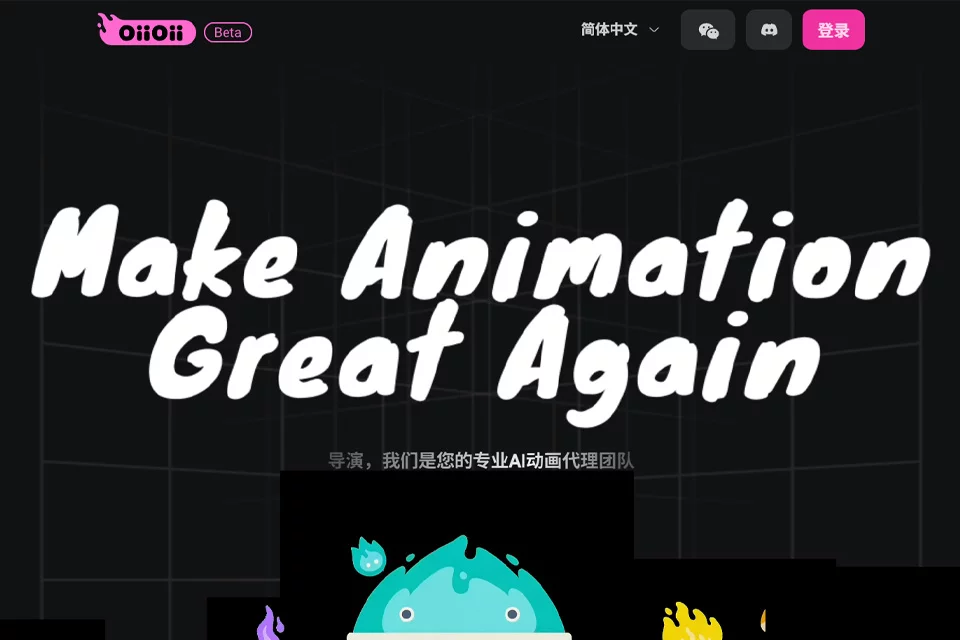 OiiOii
Beta
简体中文
登录
Make Animation
Great Again
导演，我们是您的专业AI动画代理团队